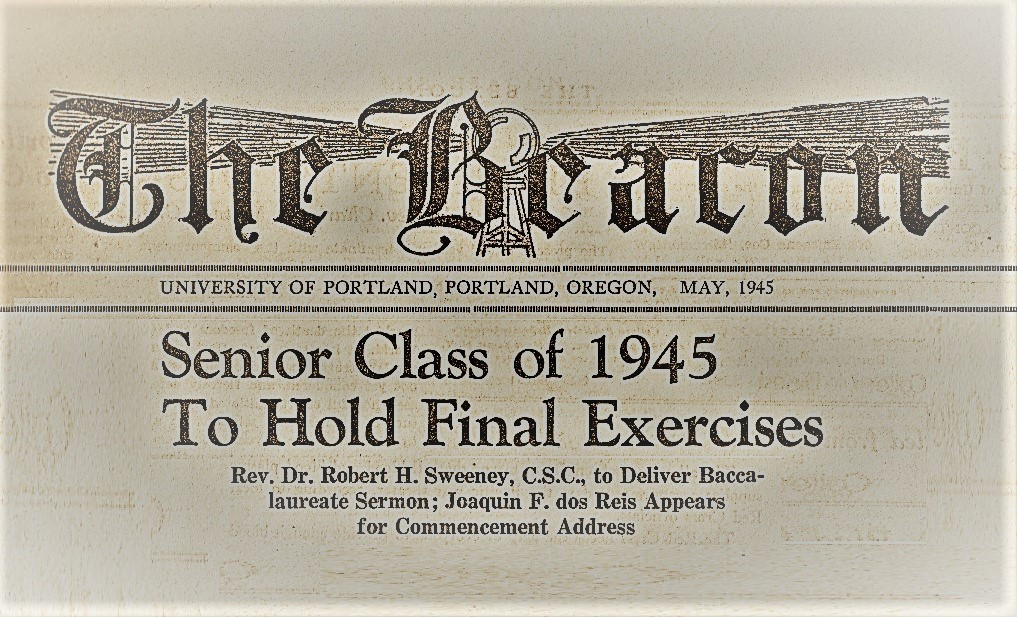 The Beacon
UNIVERSITY OF PORTLAND, PORTLAND, OREGON, MAY, 1945
Senior Class of 1945
To Hold Final Exercises
Rev. Dr. Robert H. Sweeney, C.S.C., to Deliver Bacca-
laureate Sermon; Joaquin F. dos Reis Appears
for Commencement Address